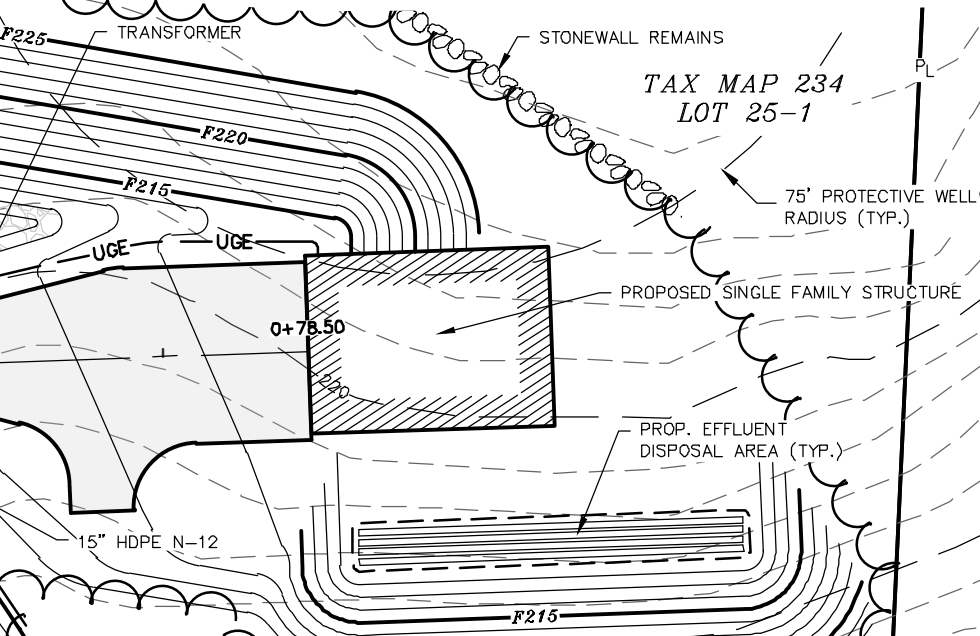 F225
TRANSFORMER
STONEWALL REMAINS
PL
TAX MAP 234
LOT 25-1
F220
F215
75' PROTECTIVE WELL
RADIUS (TYP.)
UGE
UGE
PROPOSED SINGLE FAMILY STRUCTURE
0+78.50
220
PROP. EFFLUENT
DISPOSAL AREA (TYP.)
15" HDPE N-12
F215